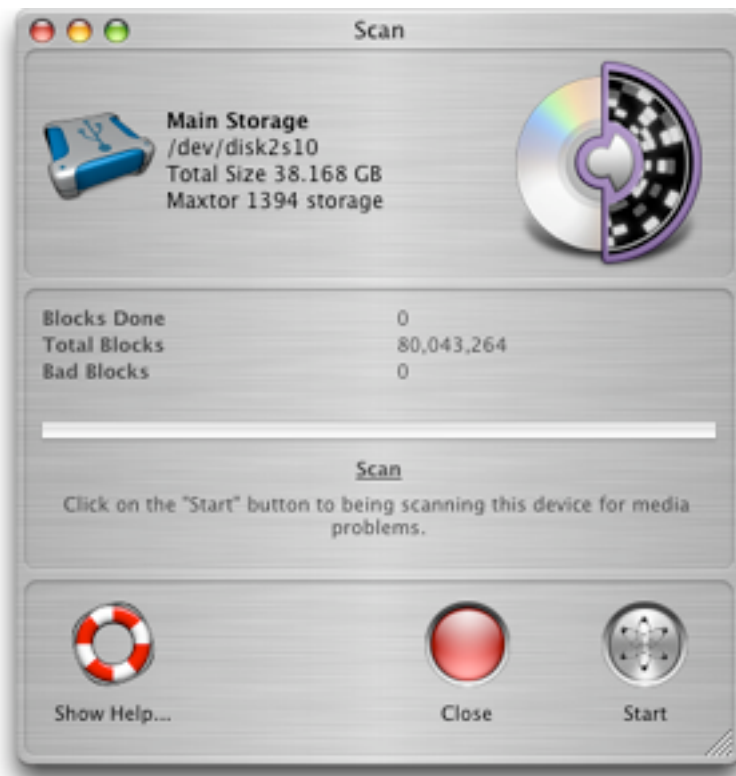 Scan
Main Storage
/dev/disk2s10
Total Size 38.168 GB
Maxtor 1394 storage
Blocks Done 0
Total Blocks 80,043,264
Bad Blocks 0
Scan
Click on the "Start" button to being scanning this device for media
problems.
Show Help... Close Start